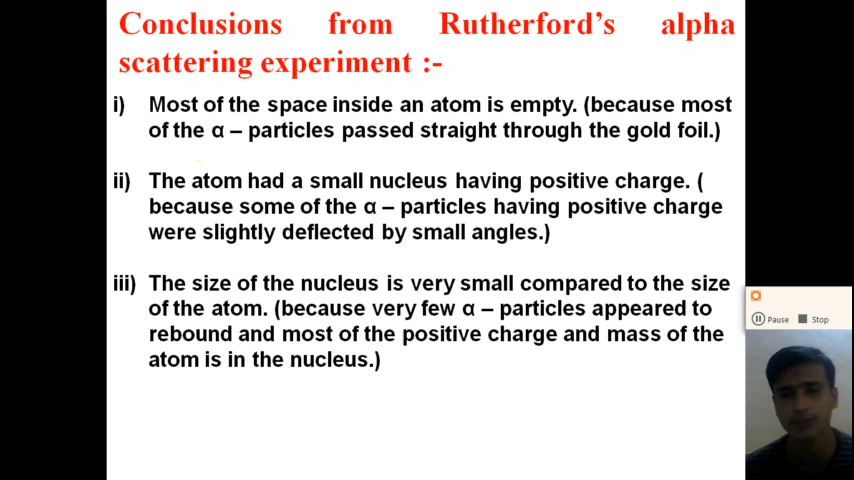 Conclusions from Rutherford’s alpha
scattering experiment :-
i) Most of the space inside an atom is empty. (because most
of the α – particles passed straight through the gold foil.)
ii) The atom had a small nucleus having positive charge. (
because some of the α – particles having positive charge
were slightly deflected by small angles.)
iii) The size of the nucleus is very small compared to the size
of the atom. (because very few α – particles appeared to
rebound and most of the positive charge and mass of the
atom is in the nucleus.)
Pause Stop